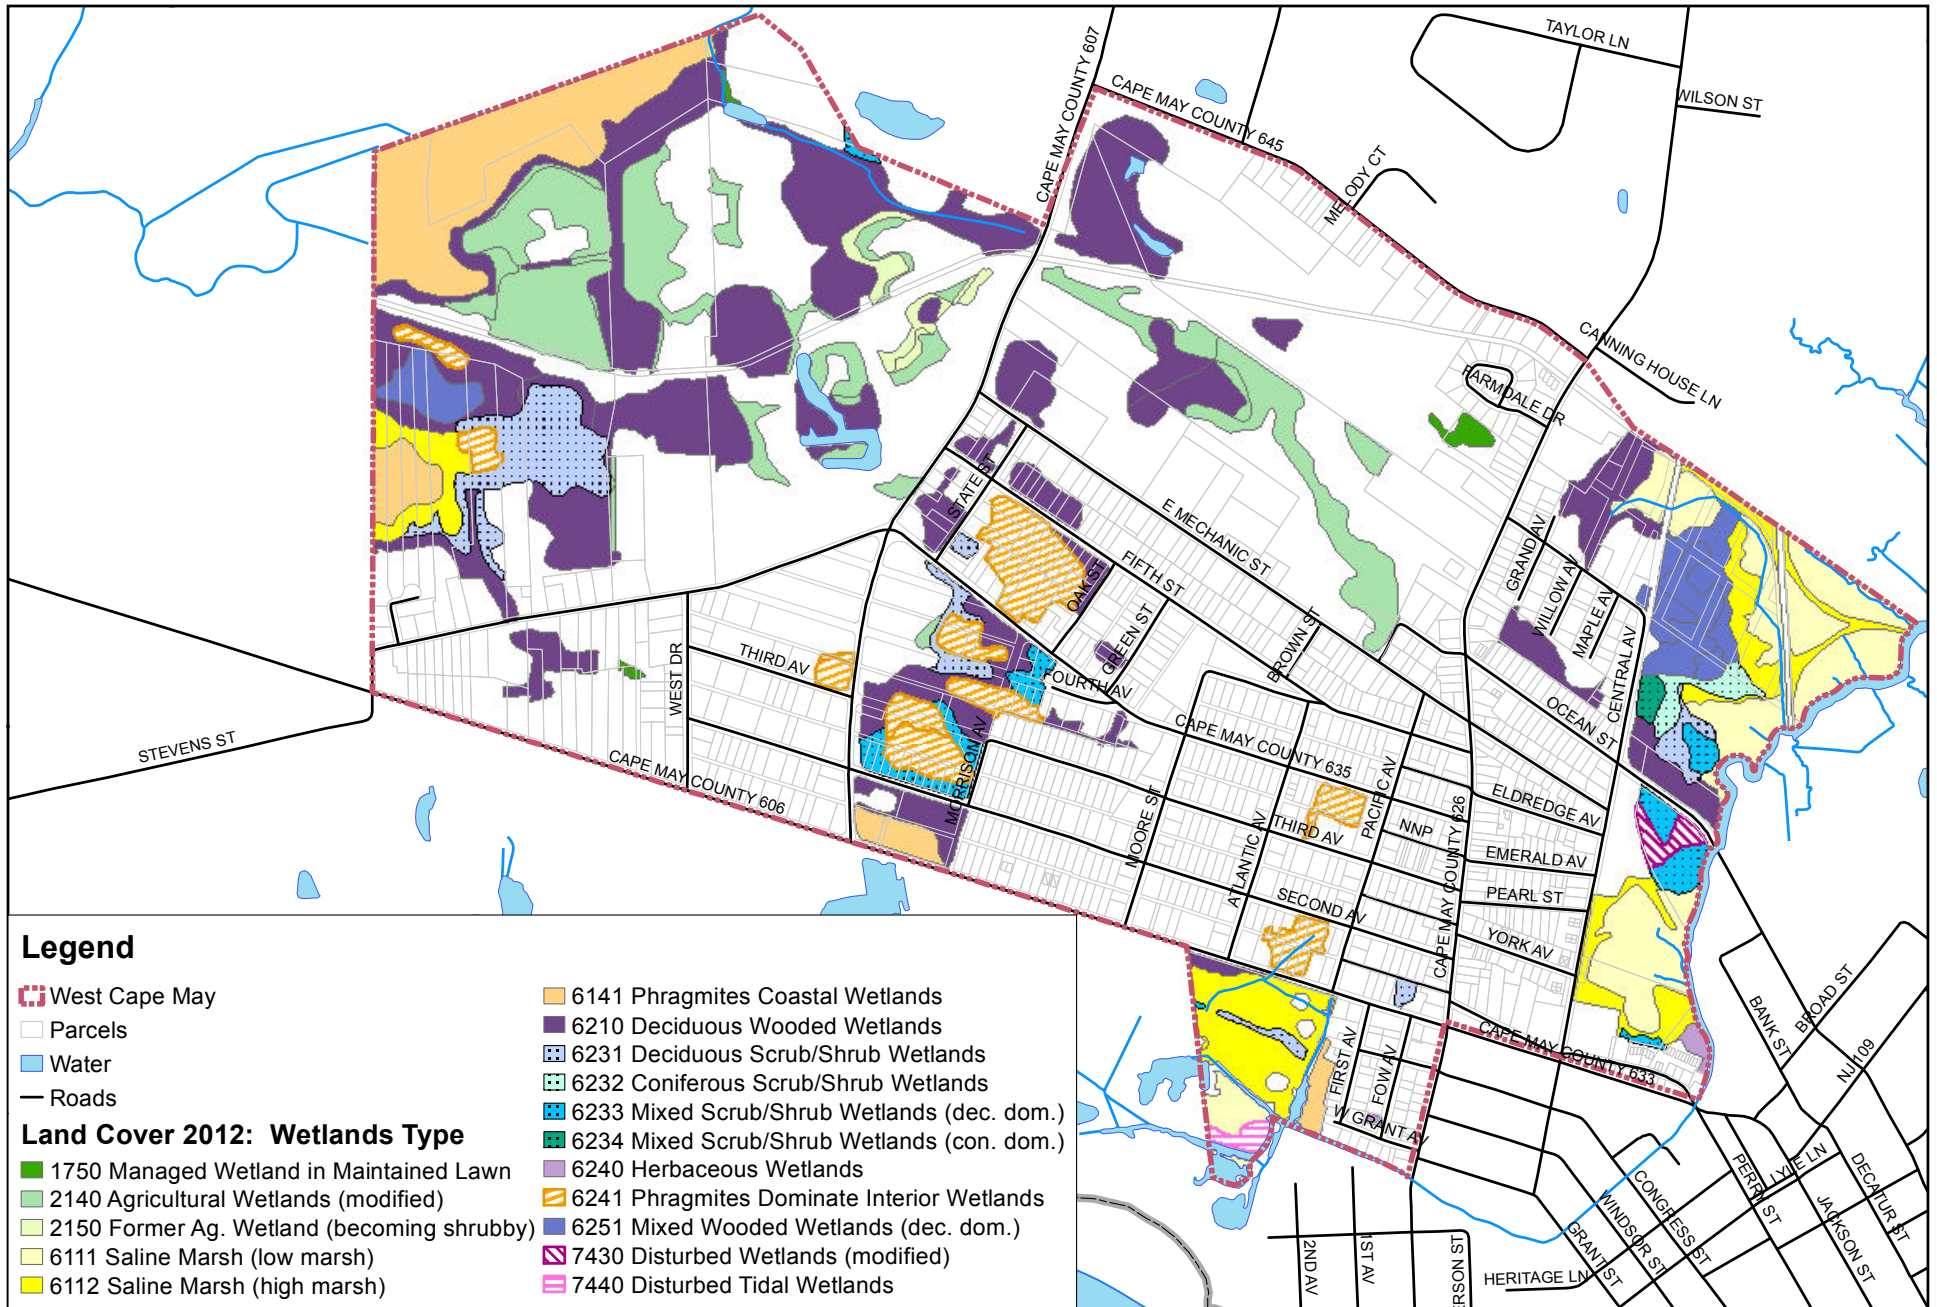 TAYLOR LN
WILSON ST
CAPE MAY COUNTY 607
CAPE MAY COUNTY 645
MELODY CT
CANNING HOUSE LN
FARMDALE DR
STATE ST
E MECHANIC ST
FIFTH ST
OAK ST
GREEN ST
BROWN ST
GRAND AV
WILLOW AV
MAPLE AV
CENTRAL AV
OCEAN ST
WEST DR
THIRD AV
FOURTH AV
STEVENS ST
CAPE MAY COUNTY 606
MORRISON AV
CAPE MAY COUNTY 635
MOORE ST
ATLANTIC AV
PACIFIC AV
THIRD AV
NNP
CAPE MAY COUNTY 626
ELDREDGE AV
EMERALD AV
PEARL ST
YORK AV
SECOND AV
FIRST AV
FOW AV
W GRANT AV
CAPE MAY COUNTY 633
BANK ST
BROAD ST
NJ 109
PERRY ST
LYLE LN
DECATUR ST
JACKSON ST
CONGRESS ST
WINDSOR ST
GRANT ST
HERITAGE LN
2ND AV
1ST AV
ERSON ST
Legend
West Cape May
Parcels
Water
Roads
Land Cover 2012: Wetlands Type
1750 Managed Wetland in Maintained Lawn
2140 Agricultural Wetlands (modified)
2150 Former Ag. Wetland (becoming shrubby)
6111 Saline Marsh (low marsh)
6112 Saline Marsh (high marsh)
6141 Phragmites Coastal Wetlands
6210 Deciduous Wooded Wetlands
6231 Deciduous Scrub/Shrub Wetlands
6232 Coniferous Scrub/Shrub Wetlands
6233 Mixed Scrub/Shrub Wetlands (dec. dom.)
6234 Mixed Scrub/Shrub Wetlands (con. dom.)
6240 Herbaceous Wetlands
6241 Phragmites Dominate Interior Wetlands
6251 Mixed Wooded Wetlands (dec. dom.)
7430 Disturbed Wetlands (modified)
7440 Disturbed Tidal Wetlands